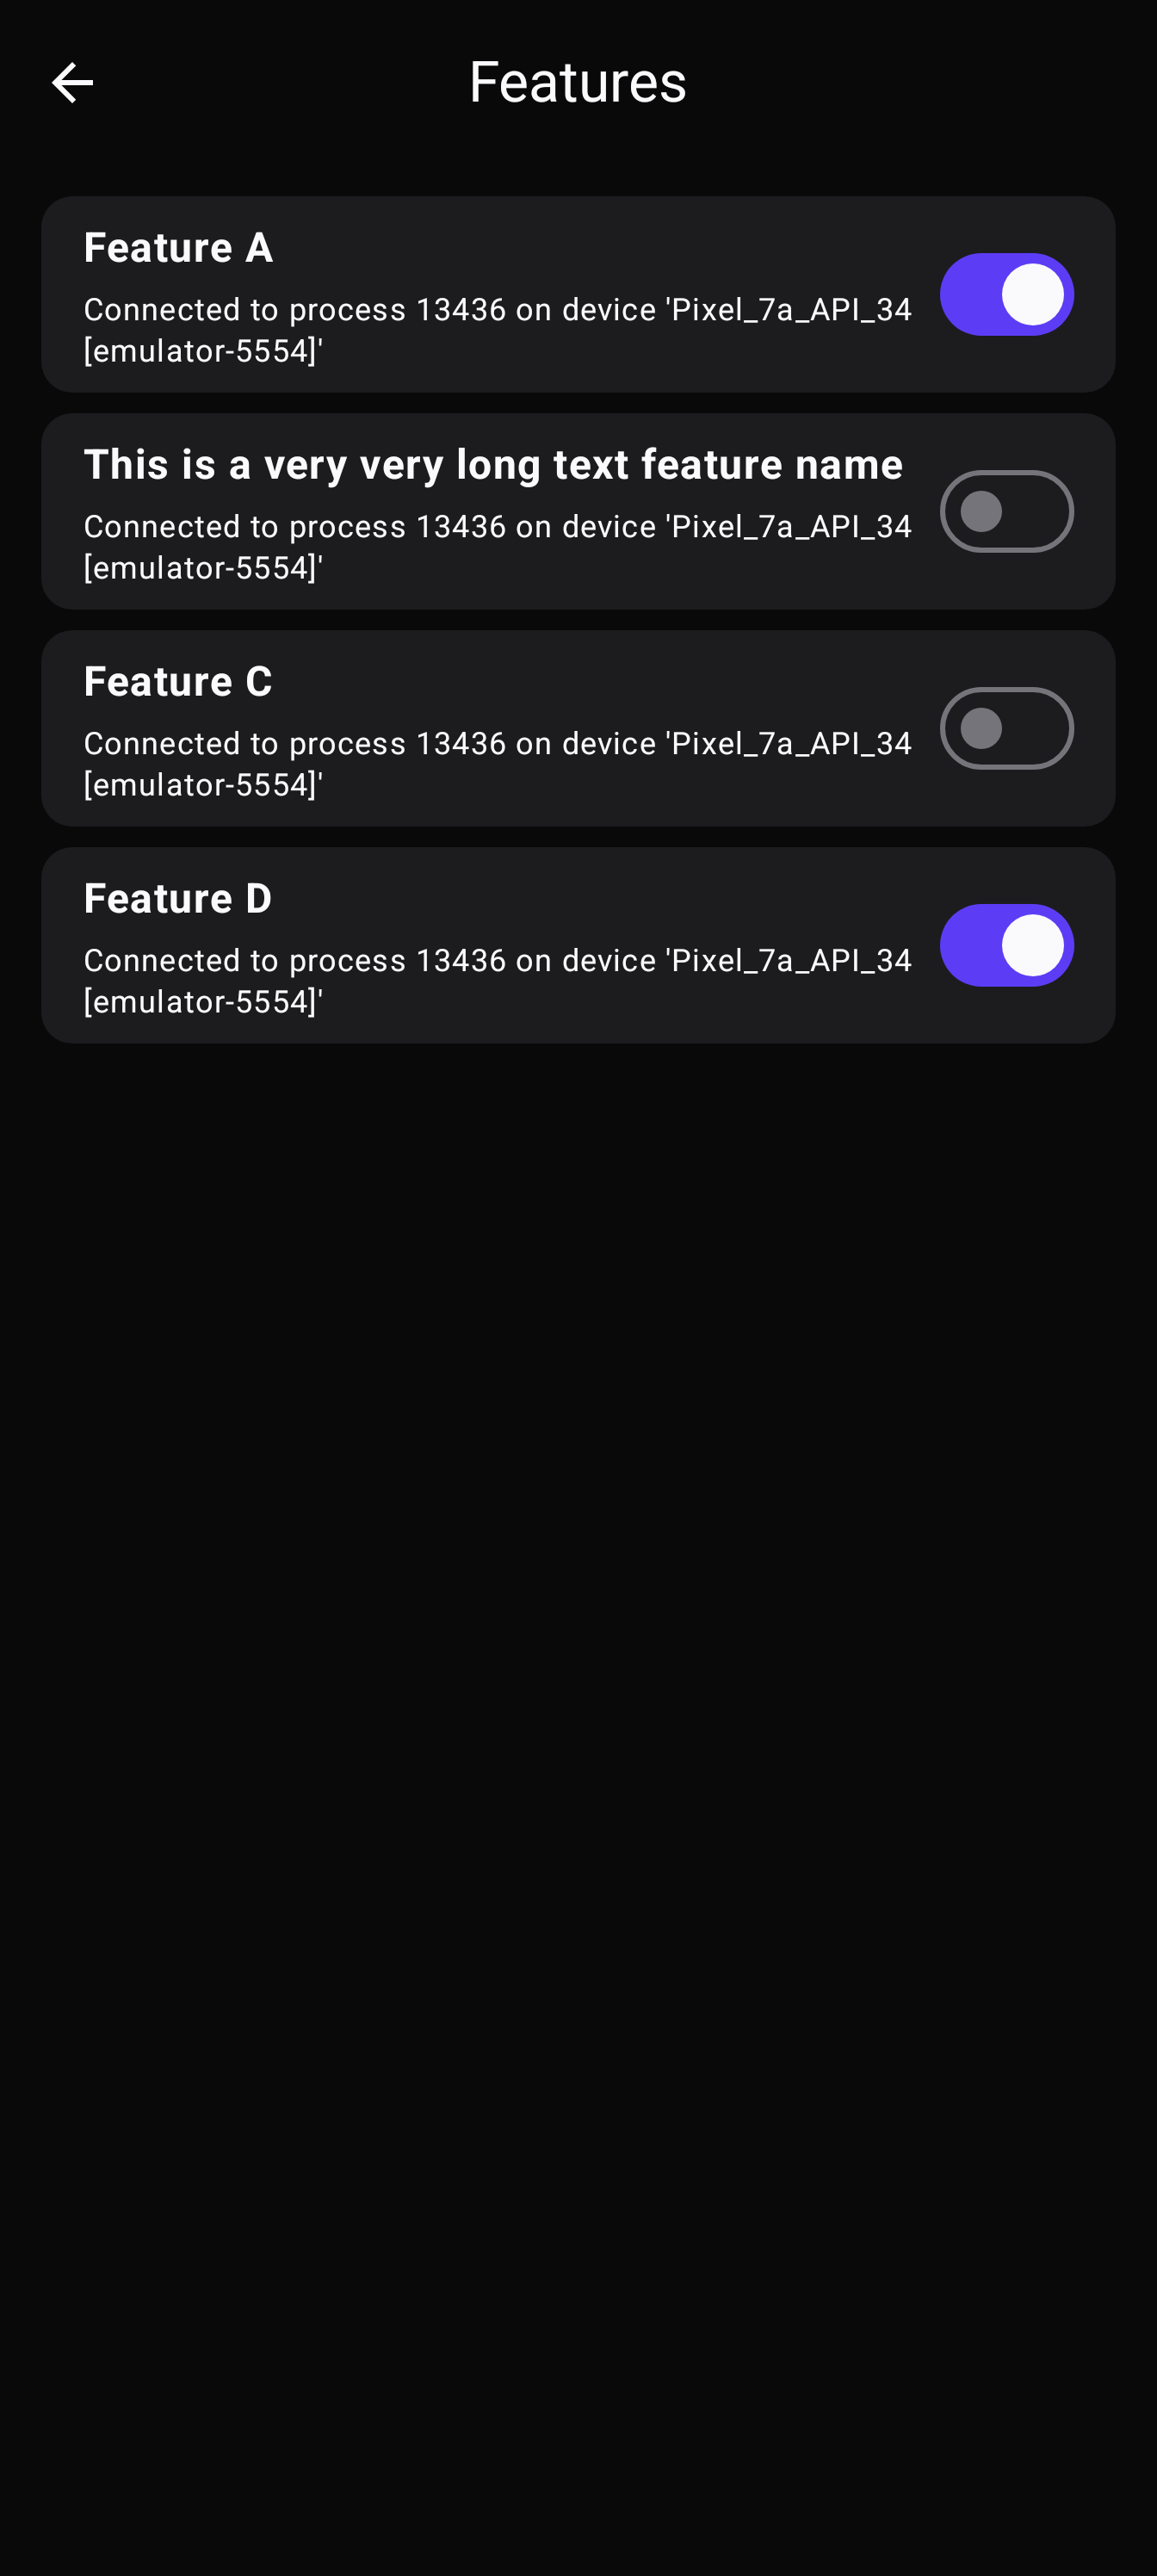 Features
Feature A
Connected to process 13436 on device 'Pixel_7a_API_34
[emulator-5554]'
This is a very very long text feature name
Connected to process 13436 on device 'Pixel_7a_API_34
[emulator-5554]'
Feature C
Connected to process 13436 on device 'Pixel_7a_API_34
[emulator-5554]'
Feature D
Connected to process 13436 on device 'Pixel_7a_API_34
[emulator-5554]'